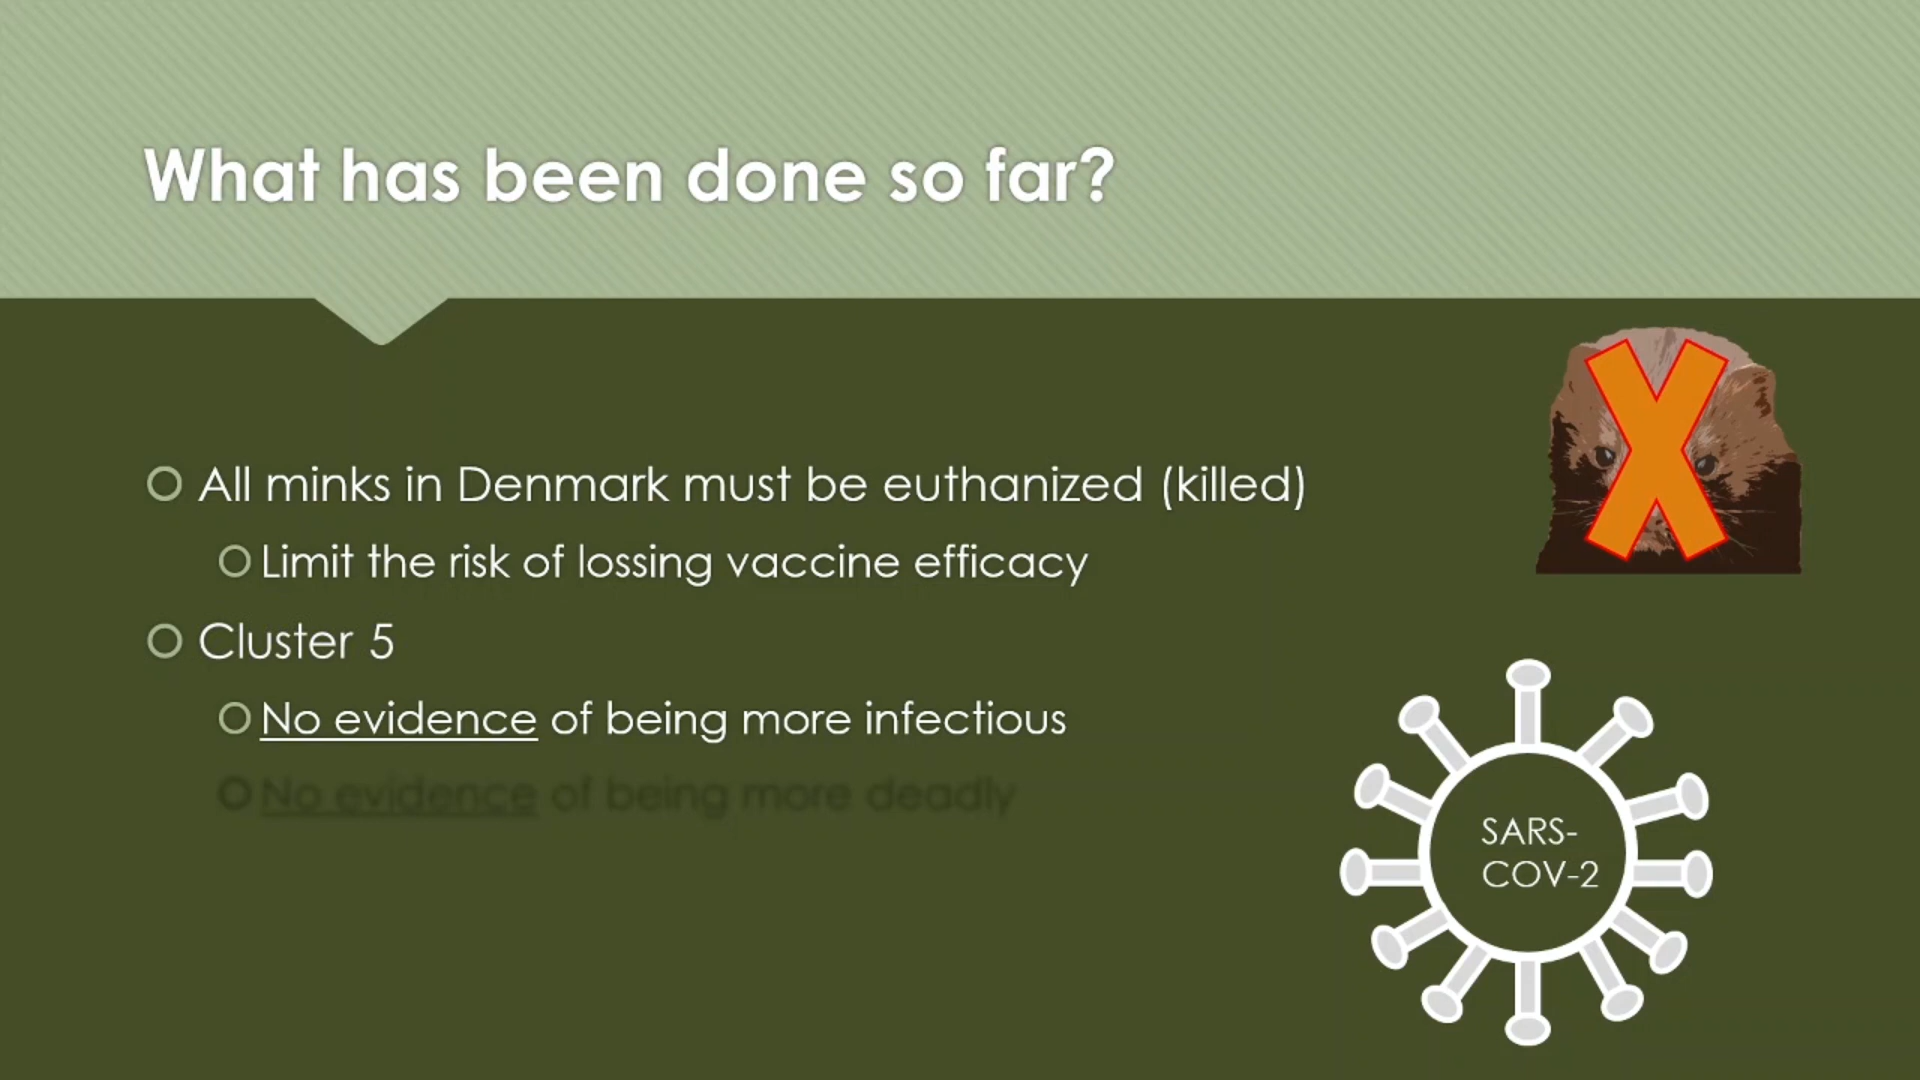 What has been done so far?
All minks in Denmark must be euthanized (killed)
Limit the risk of lossing vaccine efficacy
Cluster 5
No evidence of being more infectious
No evidence of being more deadly
SARS-
COV-2